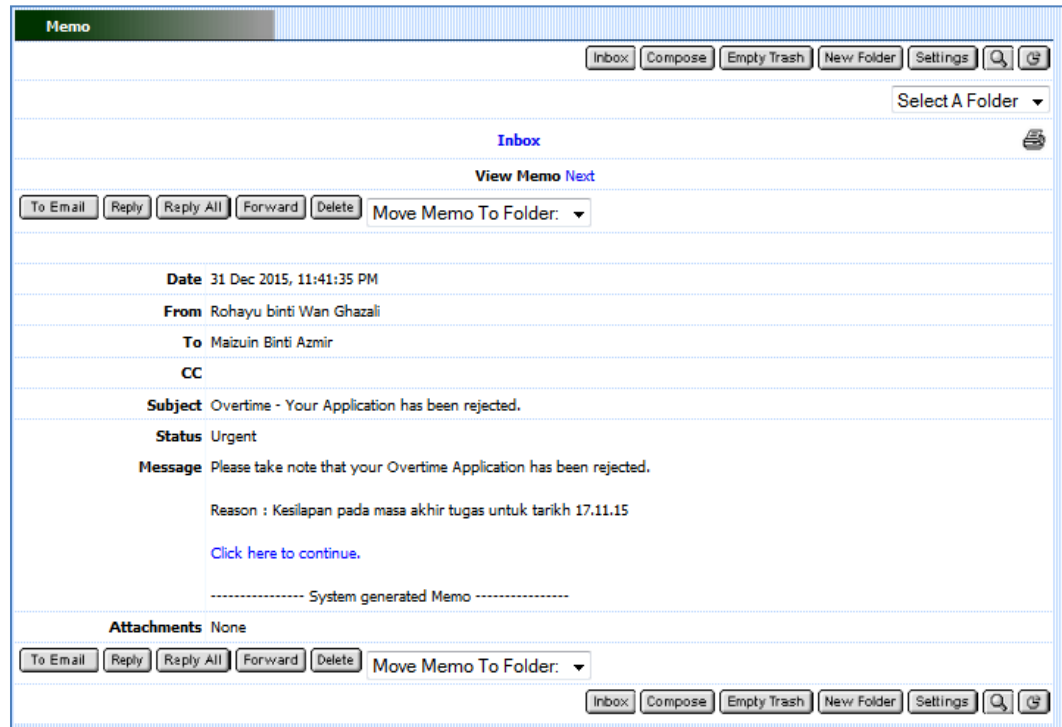 Memo
Inbox Compose Empty Trash New Folder Settings
Select A Folder
Inbox
View Memo Next
To Email Reply Reply All Forward Delete Move Memo To Folder:
Date 31 Dec 2015, 11:41:35 PM
From Rohayu binti Wan Ghazali
To Maizuin Binti Azmir
CC
Subject Overtime - Your Application has been rejected.
Status Urgent
Message Please take note that your Overtime Application has been rejected.
Reason : Kesilapan pada masa akhir tugas untuk tarikh 17.11.15
Click here to continue.
---------------- System generated Memo ----------------
Attachments None
To Email Reply Reply All Forward Delete Move Memo To Folder:
Inbox Compose Empty Trash New Folder Settings